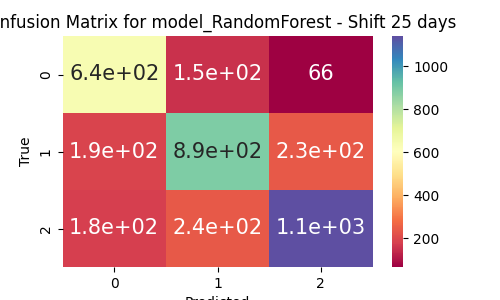 nfusion Matrix for model_RandomForest - Shift 25 days
0 6.4e+02 1.5e+02 66
1 1.9e+02 8.9e+02 2.3e+02
2 1.8e+02 2.4e+02 1.1e+03
True
0 1 2
Predicted
1000
800
600
400
200